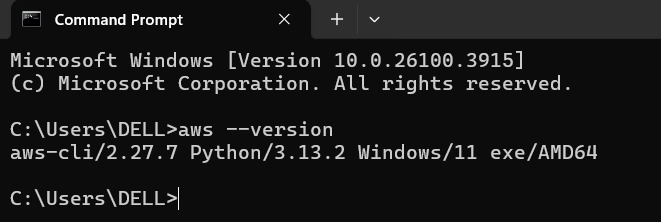 Command Prompt
Microsoft Windows [Version 10.0.26100.3915]
(c) Microsoft Corporation. All rights reserved.
C:\Users\DELL>aws --version
aws-cli/2.27.7 Python/3.13.2 Windows/11 exe/AMD64
C:\Users\DELL>